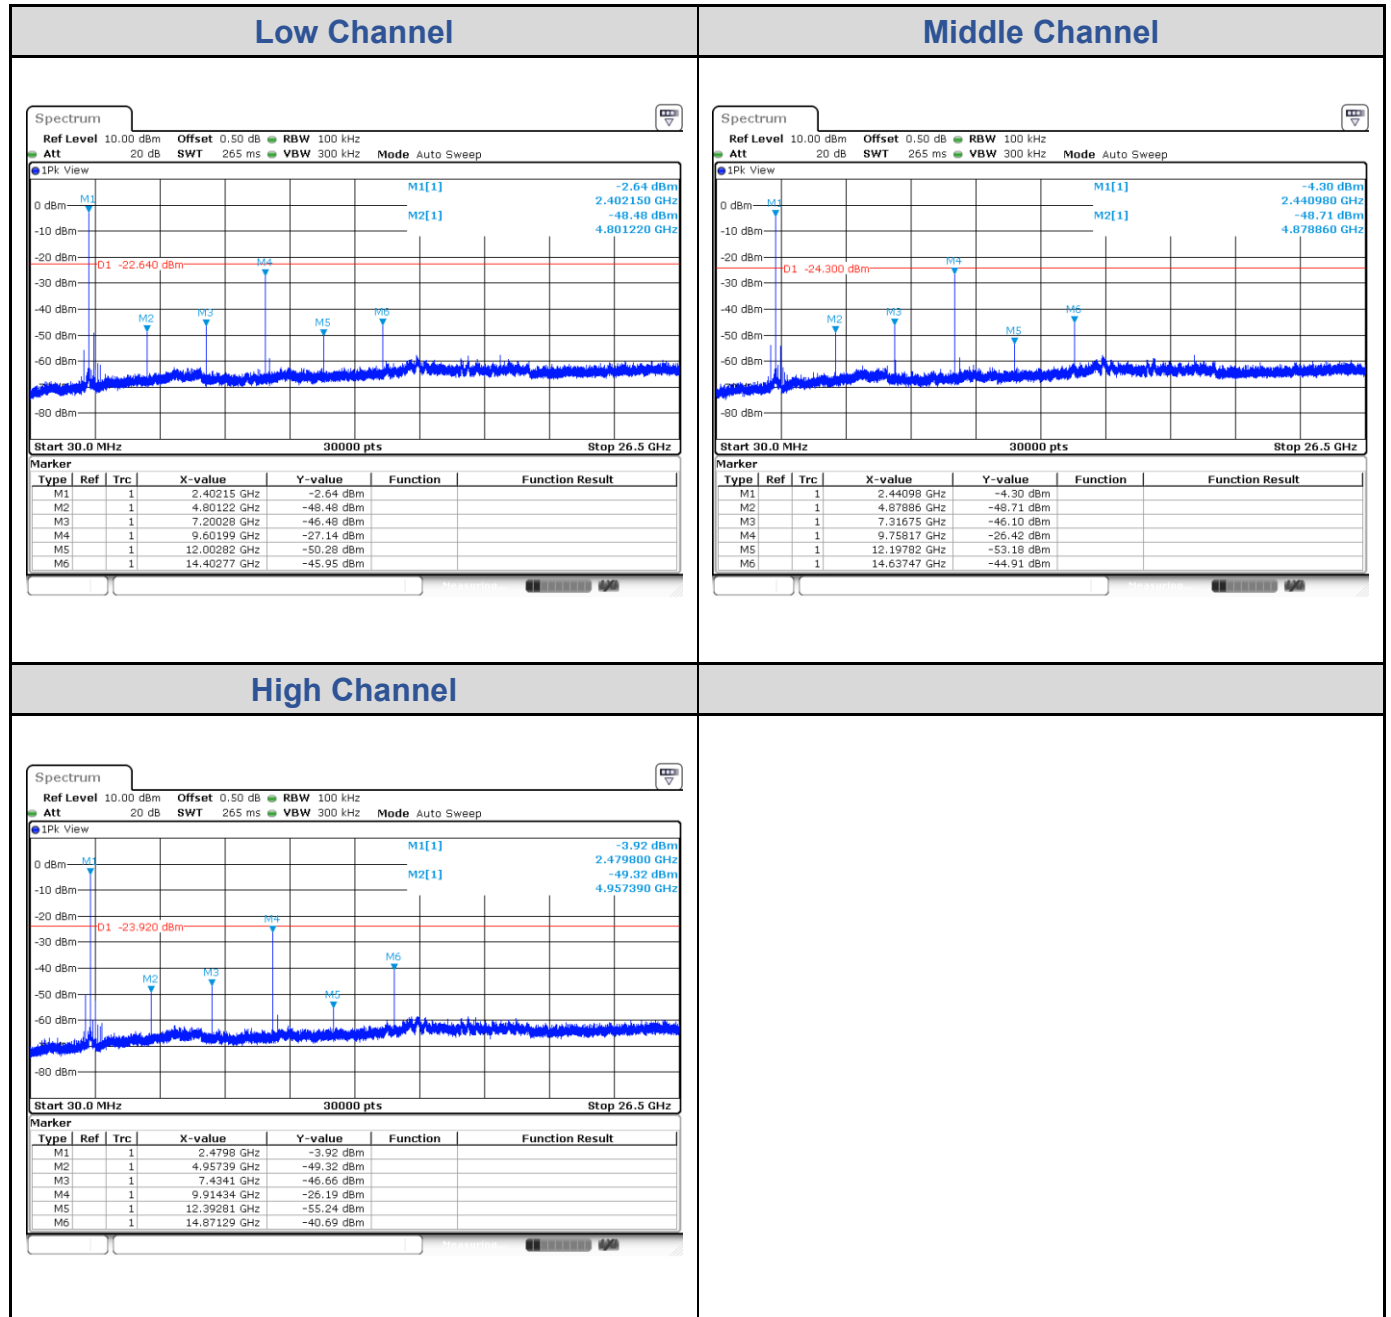 Low Channel
Middle Channel
Spectrum
Ref Level 10.00 dBm Offset 0.50 dB RBW 100 kHz
Att 20 dB SWT 265 ms VBW 300 kHz Mode Auto Sweep
1Pk View
M1[1] -2.64 dBm
2.402150 GHz
M2[1] -48.48 dBm
4.801220 GHz
0 dBm
-10 dBm
-20 dBm
-30 dBm
-40 dBm
-50 dBm
-60 dBm
-80 dBm
D1 -22.640 dBm
M1
M2
M3
M4
M5
M6
Start 30.0 MHz 30000 pts Stop 26.5 GHz
Marker
Type Ref Trc X-value Y-value Function Function Result
M1 1 2.40215 GHz -2.64 dBm
M2 1 4.80122 GHz -48.48 dBm
M3 1 7.20028 GHz -46.48 dBm
M4 1 9.60199 GHz -27.14 dBm
M5 1 12.00282 GHz -50.28 dBm
M6 1 14.40277 GHz -45.95 dBm
Spectrum
Ref Level 10.00 dBm Offset 0.50 dB RBW 100 kHz
Att 20 dB SWT 265 ms VBW 300 kHz Mode Auto Sweep
1Pk View
M1[1] -4.30 dBm
2.440980 GHz
M2[1] -48.71 dBm
4.878860 GHz
0 dBm
-10 dBm
-20 dBm
-30 dBm
-40 dBm
-50 dBm
-60 dBm
-80 dBm
D1 -24.300 dBm
M1
M2
M3
M4
M5
M6
Start 30.0 MHz 30000 pts Stop 26.5 GHz
Marker
Type Ref Trc X-value Y-value Function Function Result
M1 1 2.44098 GHz -4.30 dBm
M2 1 4.87886 GHz -48.71 dBm
M3 1 7.31675 GHz -46.10 dBm
M4 1 9.75817 GHz -26.42 dBm
M5 1 12.19782 GHz -53.18 dBm
M6 1 14.63747 GHz -44.91 dBm
High Channel
Spectrum
Ref Level 10.00 dBm Offset 0.50 dB RBW 100 kHz
Att 20 dB SWT 265 ms VBW 300 kHz Mode Auto Sweep
1Pk View
M1[1] -3.92 dBm
2.479800 GHz
M2[1] -49.32 dBm
4.957390 GHz
0 dBm
-10 dBm
-20 dBm
-30 dBm
-40 dBm
-50 dBm
-60 dBm
-80 dBm
D1 -23.920 dBm
M1
M2
M3
M4
M5
M6
Start 30.0 MHz 30000 pts Stop 26.5 GHz
Marker
Type Ref Trc X-value Y-value Function Function Result
M1 1 2.4798 GHz -3.92 dBm
M2 1 4.95739 GHz -49.32 dBm
M3 1 7.4341 GHz -46.66 dBm
M4 1 9.91434 GHz -26.19 dBm
M5 1 12.39281 GHz -55.24 dBm
M6 1 14.87129 GHz -40.69 dBm